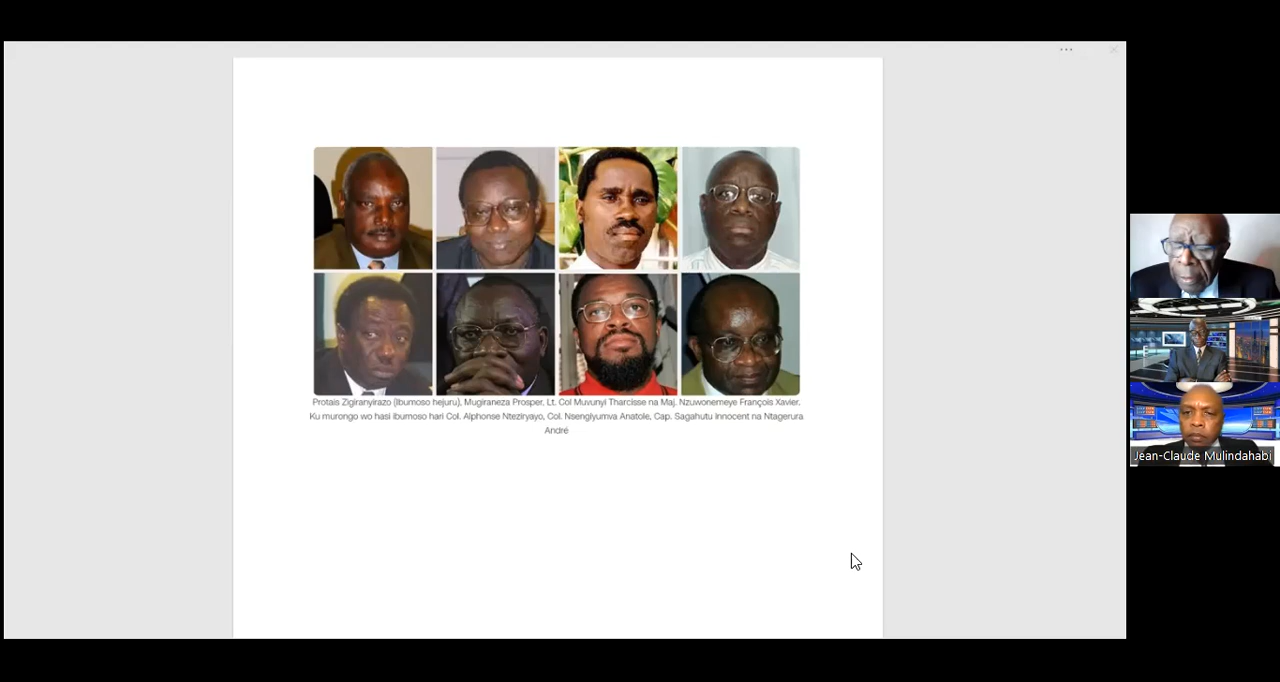 Protais Zigiranyirazo (Ibumoso hejuru), Mugiraneza Prosper, Lt. Col Muvunyi Tharcisse na Maj. Nzuwonemeye François Xavier.
Ku murongo wo hasi ibumoso hari Col. Alphonse Nteziryayo, Col. Nsengiyumva Anatole, Cap. Sagahutu Innocent na Ntagerura
André
Jean-Claude Mulindahabi